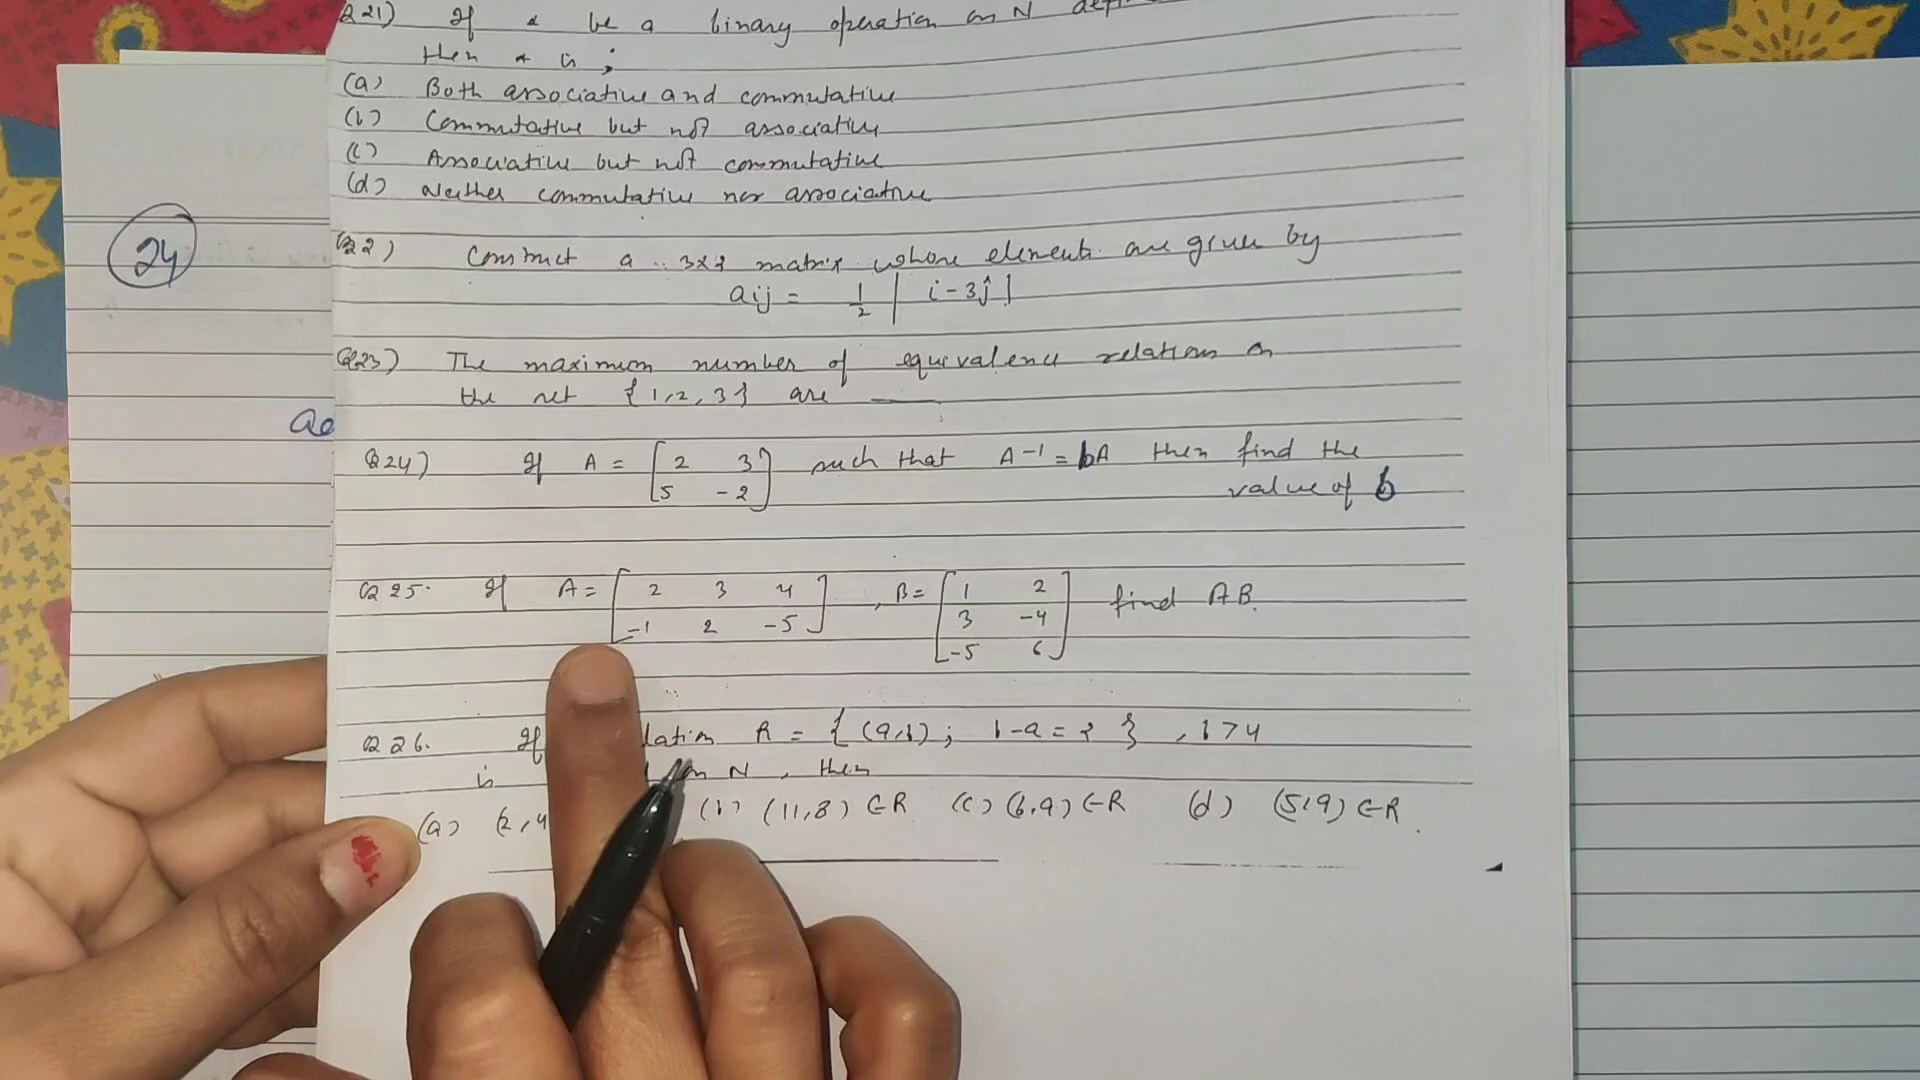 Q21) If * be a binary operation on N
then * is ;
(a) Both associative and commutative
(b) Commutative but not associative
(c) Associative but not commutative
(d) Neither commutative nor associative
24
Q22) Construct a 3x2 matrix whose elements are given by
aij = 1/2 | i - 3j |
Q23) The maximum number of equivalence relations on
the set {1,2,3} are ___
Q24) If A = [2 3
5 -2] such that A-1 = bA then find the
value of b
Q25. If A = [2 3 4
-1 2 -5] , B = [1 2
3 -4
-5 6] find AB.
Q26. If lation R = { (a,b) ; b-a = 2 } , b > 4
is on N , then
(a) (2,4 (b) (11,8) ∈ R (c) (6,9) ∈ R (d) (5,9) ∈ R .